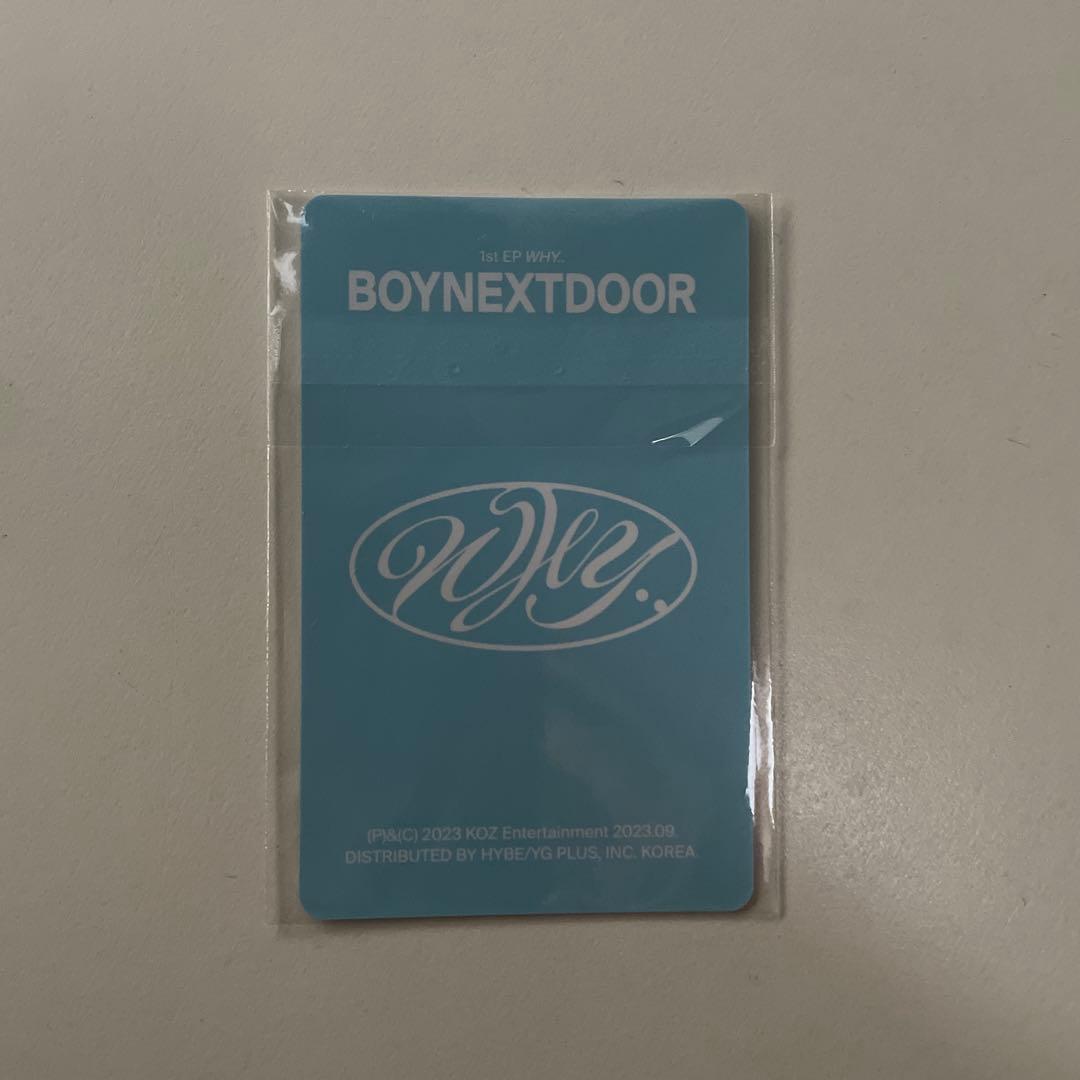 1st EP WHY..
BOYNEXTDOOR
WHY..
(P)&(C) 2023 KOZ Entertainment 2023.09.
DISTRIBUTED BY HYBE/YG PLUS, INC. KOREA.